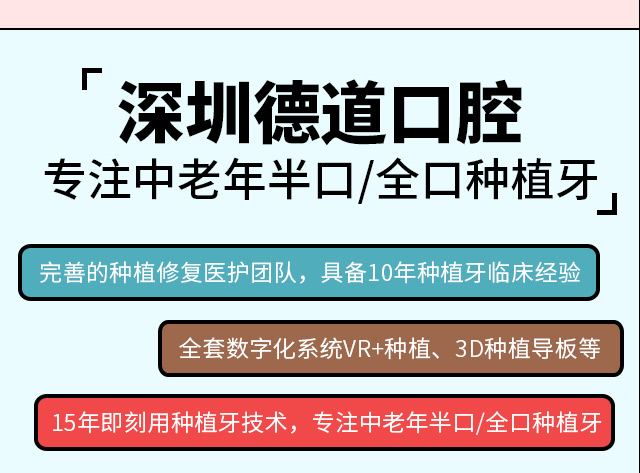 深圳德道口腔
专注中老年半口/全口种植牙
完善的种植修复医护团队，具备10年种植牙临床经验
全套数字化系统VR+种植、3D种植导板等
15年即刻用种植牙技术，专注中老年半口/全口种植牙